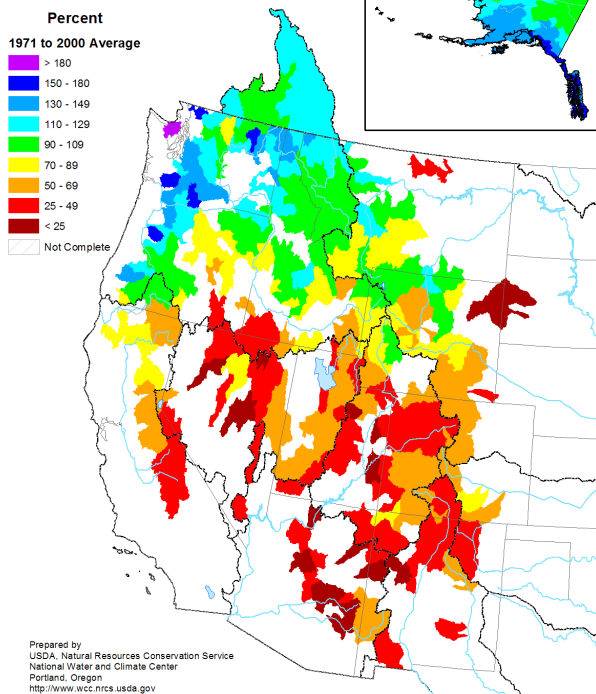 Percent
1971 to 2000 Average
> 180
150 - 180
130 - 149
110 - 129
90 - 109
70 - 89
50 - 69
25 - 49
< 25
Not Complete
Prepared by
USDA, Natural Resources Conservation Service
National Water and Climate Center
Portland, Oregon
http://www.wcc.nrcs.usda.gov